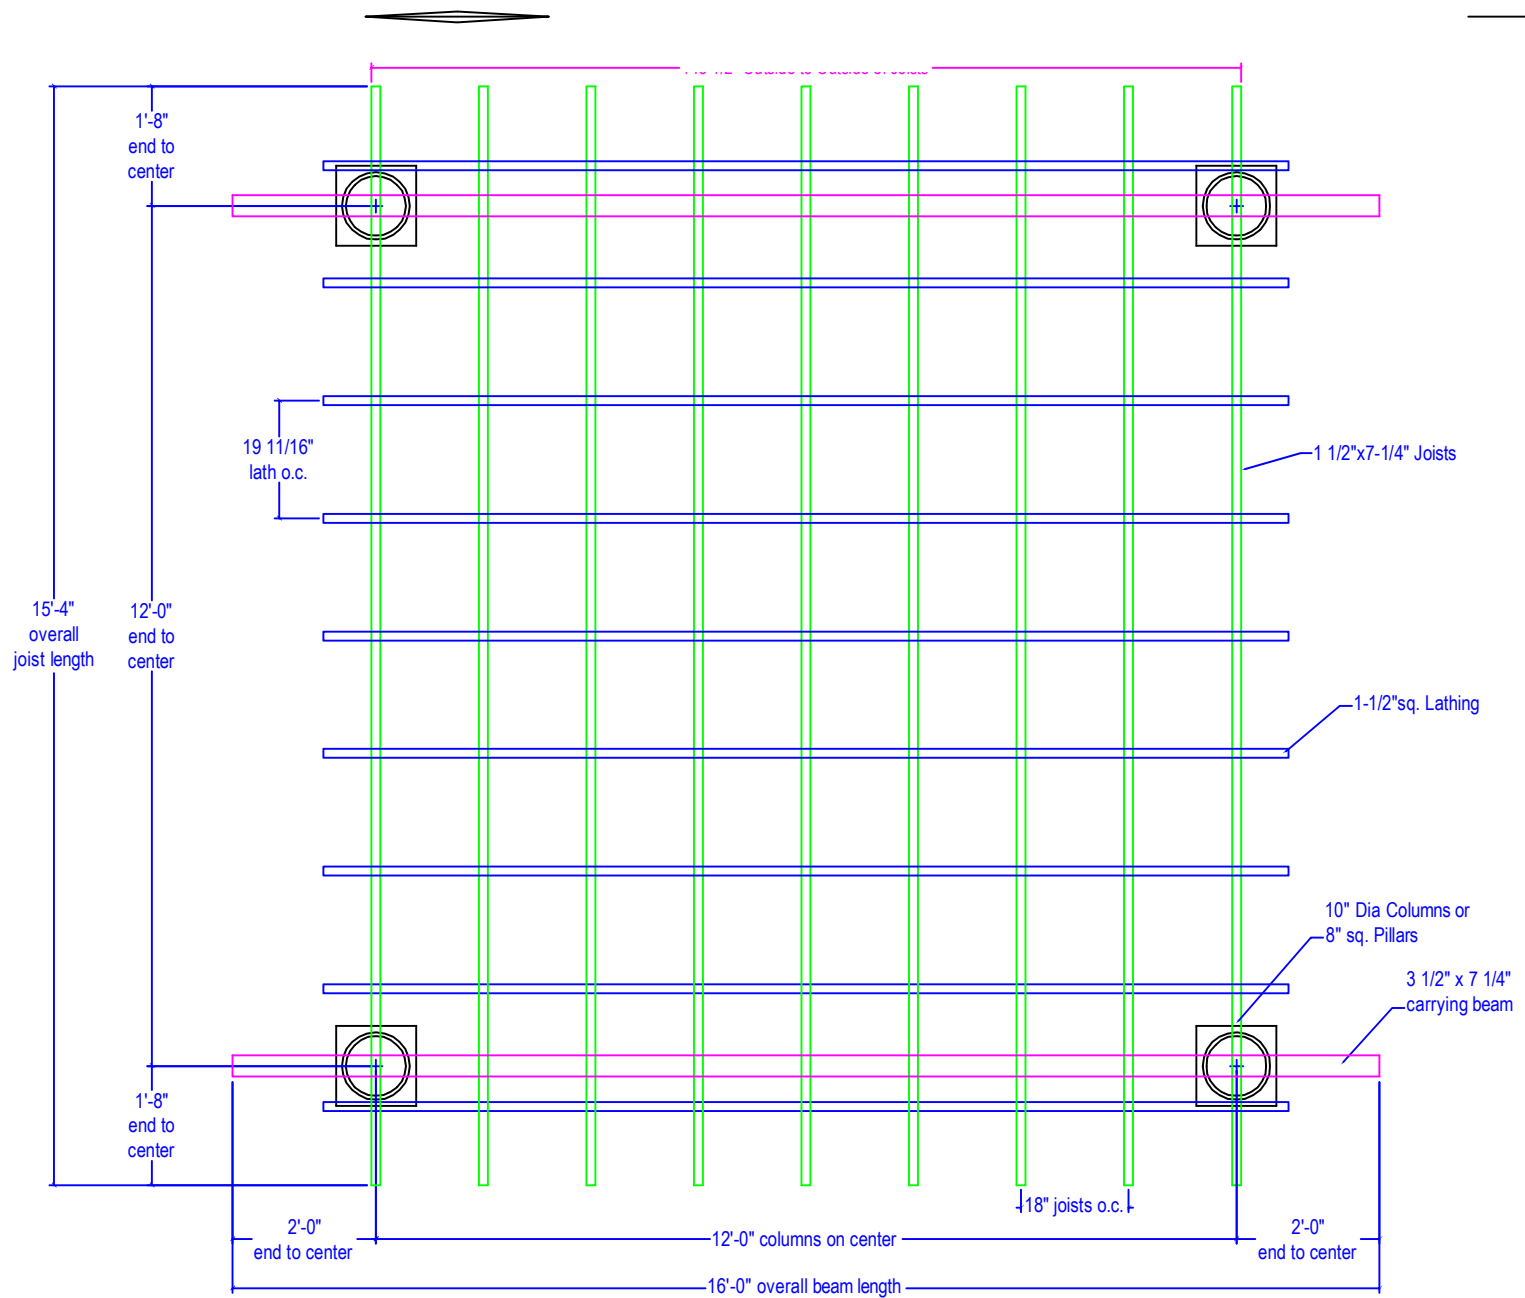 1'-8"
end to
center
19 11/16"
lath o.c.
1 1/2"x7-1/4" Joists
15'-4"
overall
joist length
12'-0"
end to
center
1-1/2"sq. Lathing
10" Dia Columns or
8" sq. Pillars
3 1/2" x 7 1/4"
carrying beam
1'-8"
end to
center
18" joists o.c.
2'-0"
end to center
12'-0" columns on center
2'-0"
end to center
16'-0" overall beam length